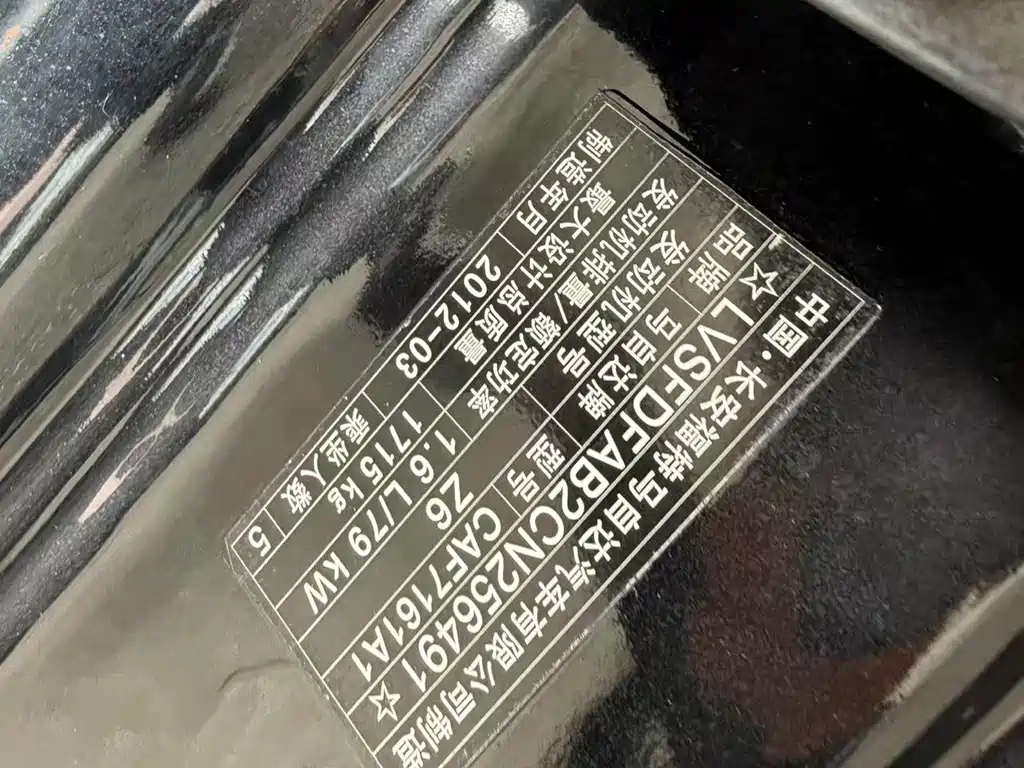 中国·长安福特马自达汽车有限公司制造
☆LVSFDFAB2CN256491☆
品牌 马自达牌 型号 CAF7161A1
发动机型号 Z6
发动机排量/额定功率 1.6 L/79 kW
最大设计总质量 1715 kg
制造年月 2012-03 乘坐人数 5